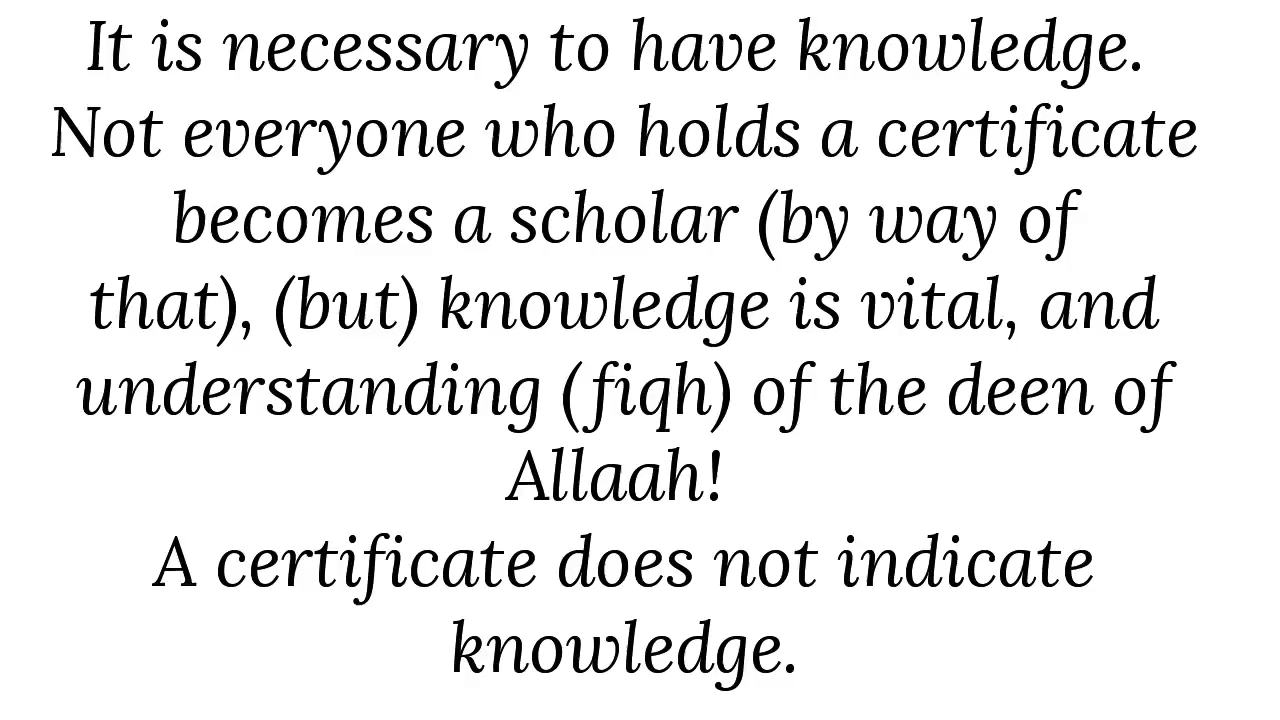 It is necessary to have knowledge.
Not everyone who holds a certificate
becomes a scholar (by way of
that), (but) knowledge is vital, and
understanding (fiqh) of the deen of
Allaah!
A certificate does not indicate
knowledge.